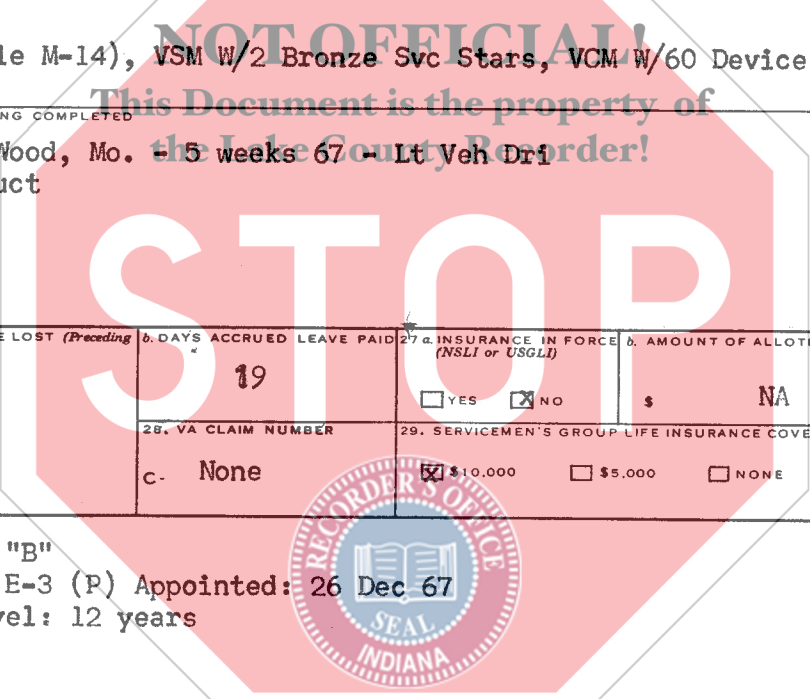 NOT OFFICIAL!
le M-14), VSM W/2 Bronze Svc Stars, VCM W/60 Device
This Document is the property of
NG COMPLETED
the Lake County Recorder!
Wood, Mo. - 5 weeks 67 - Lt Veh Dri
uct
STOP
E LOST (Preceding
b. DAYS ACCRUED LEAVE PAID
19
27 a. INSURANCE IN FORCE
(NSLI or USGLI)
YES X NO
b. AMOUNT OF ALLOT
$ NA
28. VA CLAIM NUMBER
C- None
29. SERVICEMEN'S GROUP LIFE INSURANCE COVE
X $10,000 $5,000 NONE
"B"
E-3 (P) Appointed: 26 Dec 67
vel: 12 years
RECORDER'S OFFICE
SEAL
INDIANA